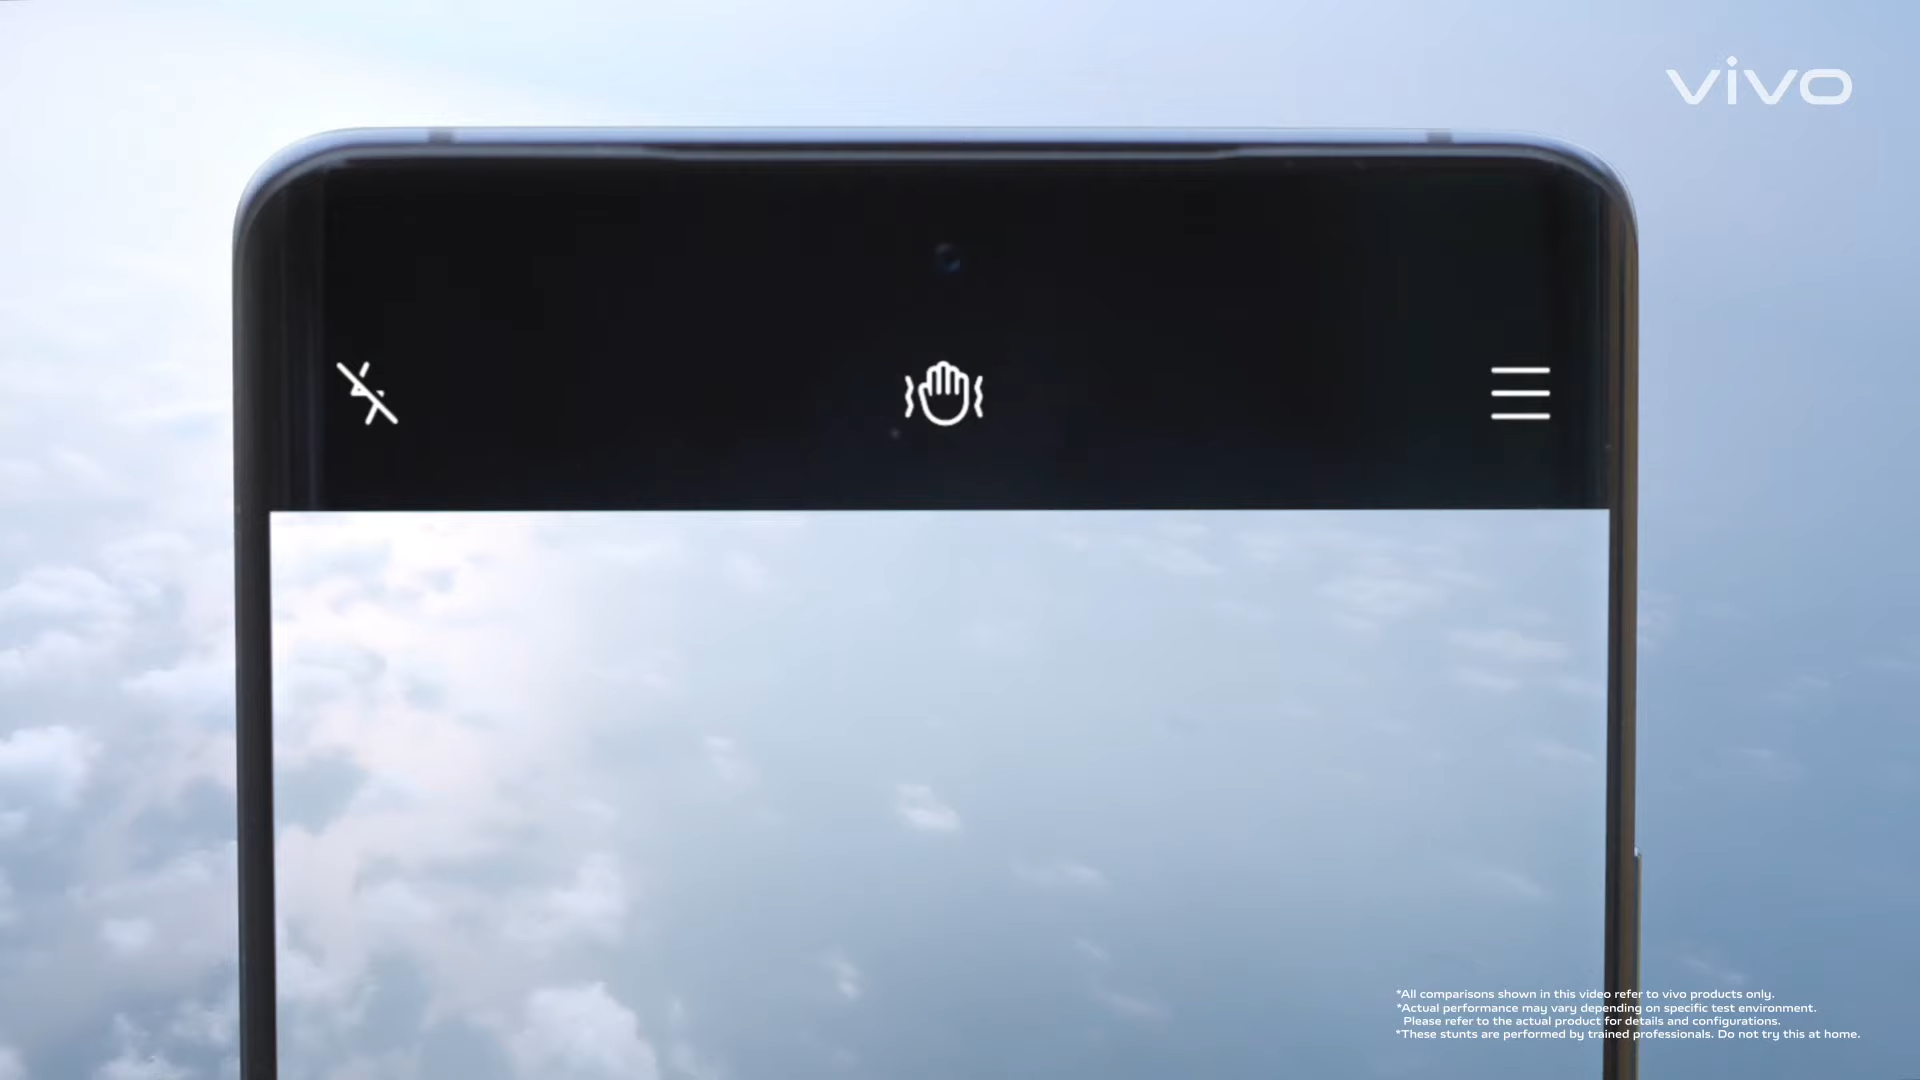 vivo
*All comparisons shown in this video refer to vivo products only.
*Actual performance may vary depending on specific test environment.
Please refer to the actual product for details and configurations.
*These stunts are performed by trained professionals. Do not try this at home.